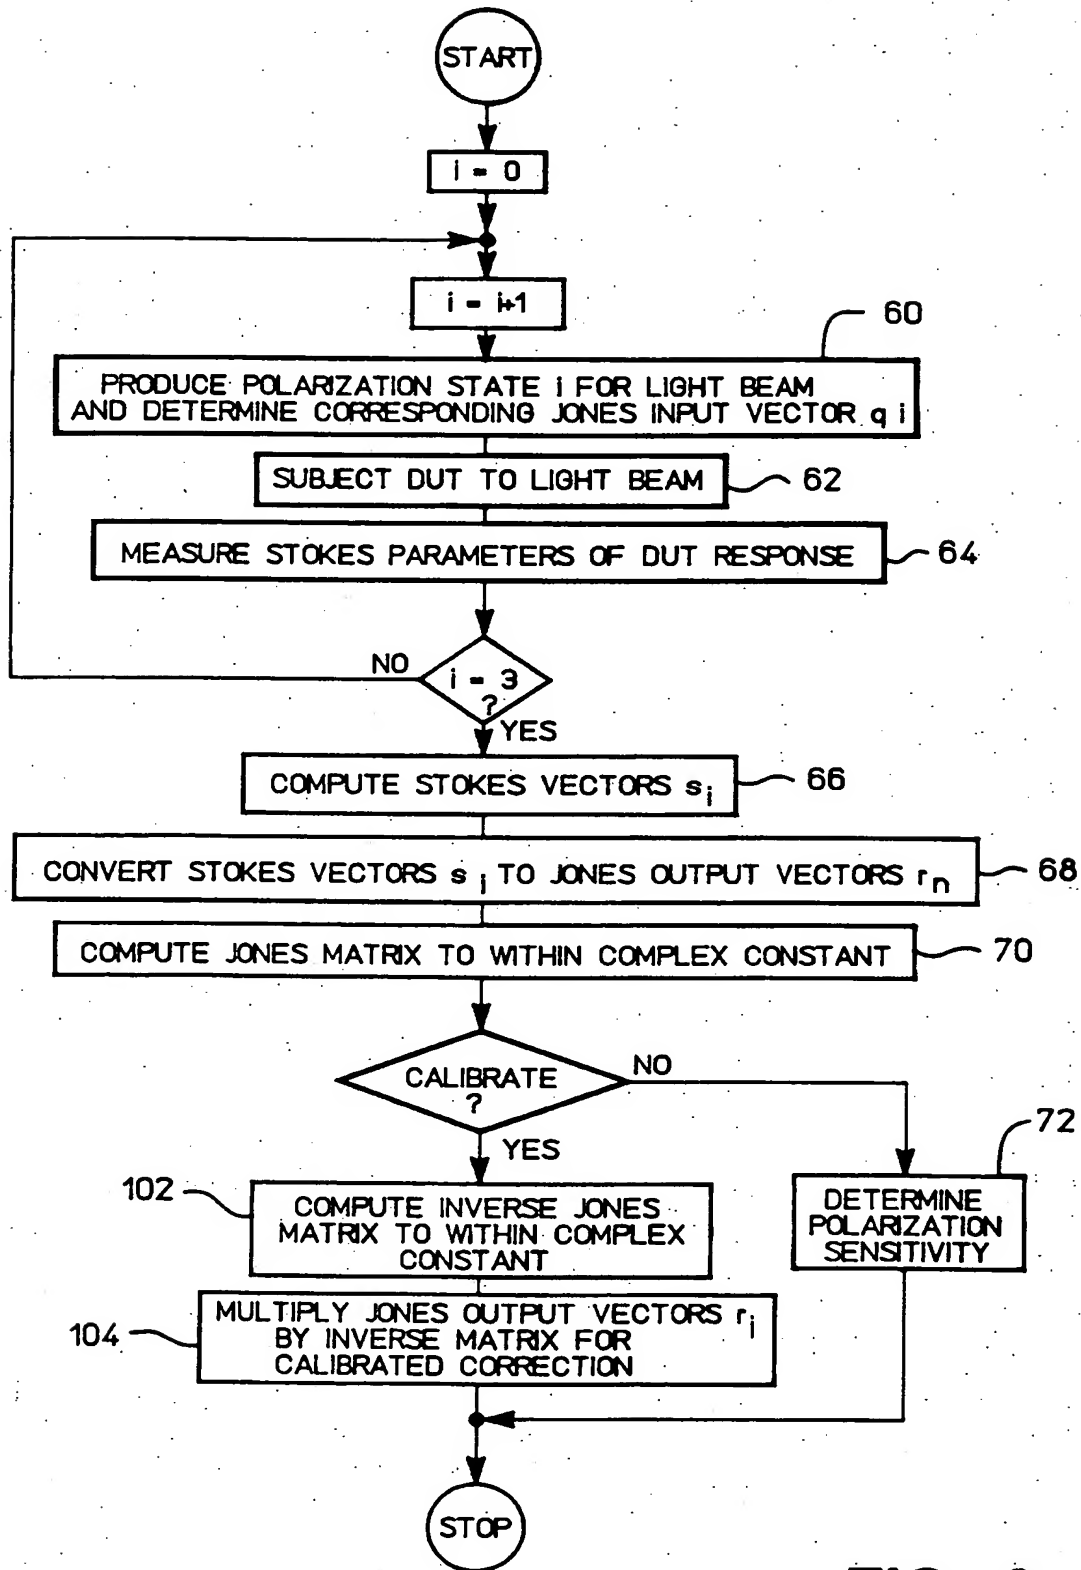 START
i = 0
i = i+1
60
PRODUCE POLARIZATION STATE i FOR LIGHT BEAM
AND DETERMINE CORRESPONDING JONES INPUT VECTOR q i
SUBJECT DUT TO LIGHT BEAM
62
MEASURE STOKES PARAMETERS OF DUT RESPONSE
64
NO
i = 3
?
YES
COMPUTE STOKES VECTORS si
66
CONVERT STOKES VECTORS si TO JONES OUTPUT VECTORS rn
68
COMPUTE JONES MATRIX TO WITHIN COMPLEX CONSTANT
70
CALIBRATE
?
NO
YES
72
102
COMPUTE INVERSE JONES
MATRIX TO WITHIN COMPLEX
CONSTANT
DETERMINE
POLARIZATION
SENSITIVITY
104
MULTIPLY JONES OUTPUT VECTORS ri
BY INVERSE MATRIX FOR
CALIBRATED CORRECTION
STOP